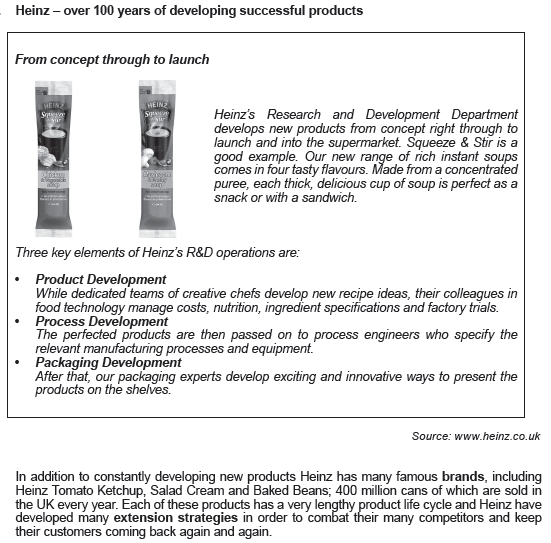 . Heinz – over 100 years of developing successful products
From concept through to launch
HEINZ
Squeeze
& Stir
soup
HEINZ
Squeeze
& Stir
soup
Heinz's Research and Development Department
develops new products from concept right through to
launch and into the supermarket. Squeeze & Stir is a
good example. Our new range of rich instant soups
comes in four tasty flavours. Made from a concentrated
puree, each thick, delicious cup of soup is perfect as a
snack or with a sandwich.
Three key elements of Heinz's R&D operations are:
• Product Development
While dedicated teams of creative chefs develop new recipe ideas, their colleagues in
food technology manage costs, nutrition, ingredient specifications and factory trials.
• Process Development
The perfected products are then passed on to process engineers who specify the
relevant manufacturing processes and equipment.
• Packaging Development
After that, our packaging experts develop exciting and innovative ways to present the
products on the shelves.
Source: www.heinz.co.uk
In addition to constantly developing new products Heinz has many famous brands, including
Heinz Tomato Ketchup, Salad Cream and Baked Beans; 400 million cans of which are sold in
the UK every year. Each of these products has a very lengthy product life cycle and Heinz have
developed many extension strategies in order to combat their many competitors and keep
their customers coming back again and again.